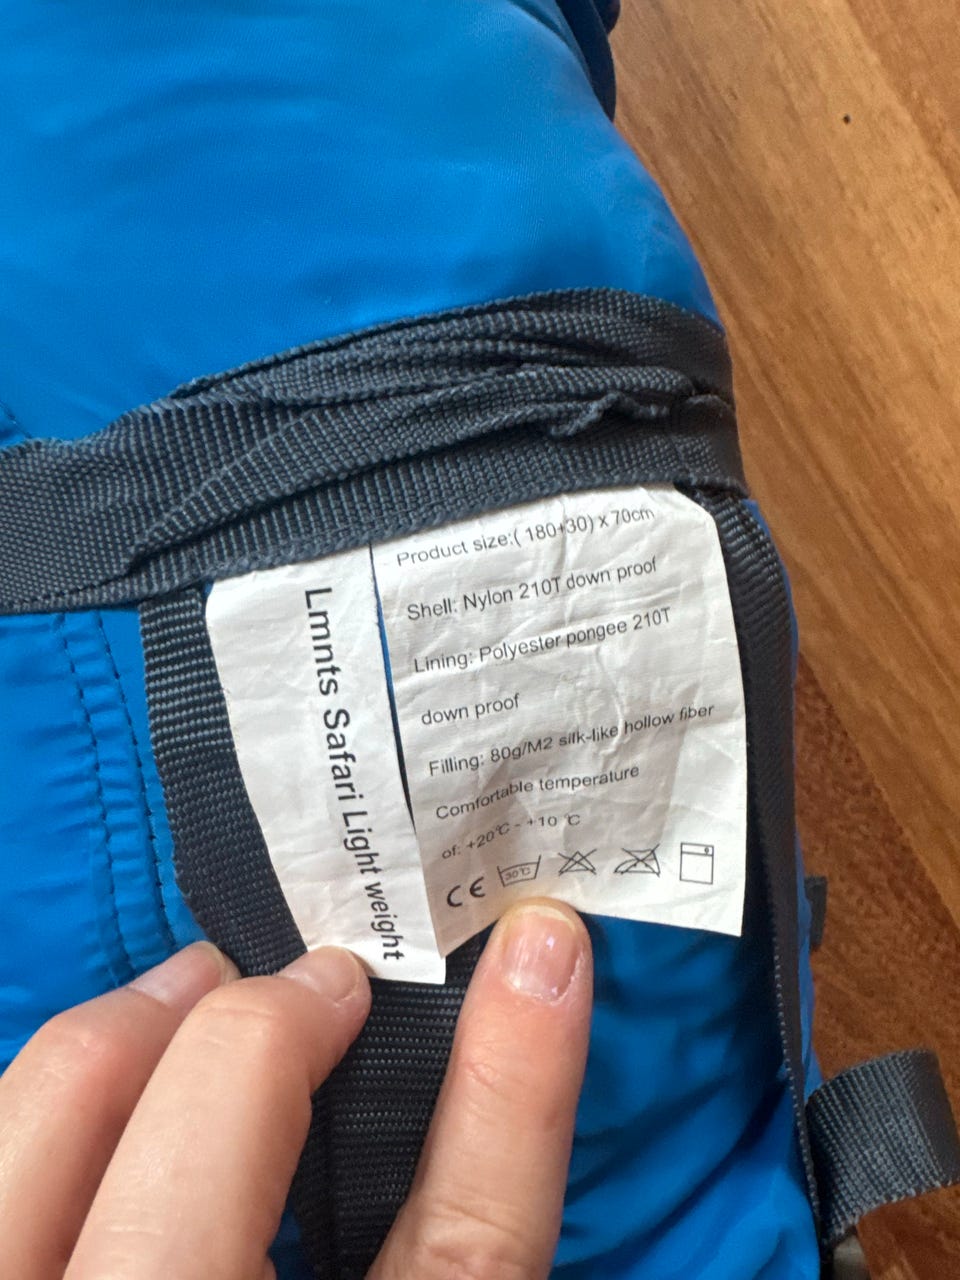 Lmnts Safari Light weight
Product size:( 180+30) x 70cm
Shell: Nylon 210T down proof
Lining: Polyester pongee 210T
down proof
Filling: 80g/M2 silk-like hollow fiber
Comfortable temperature
of: +20℃ - +10 ℃
CE 30℃